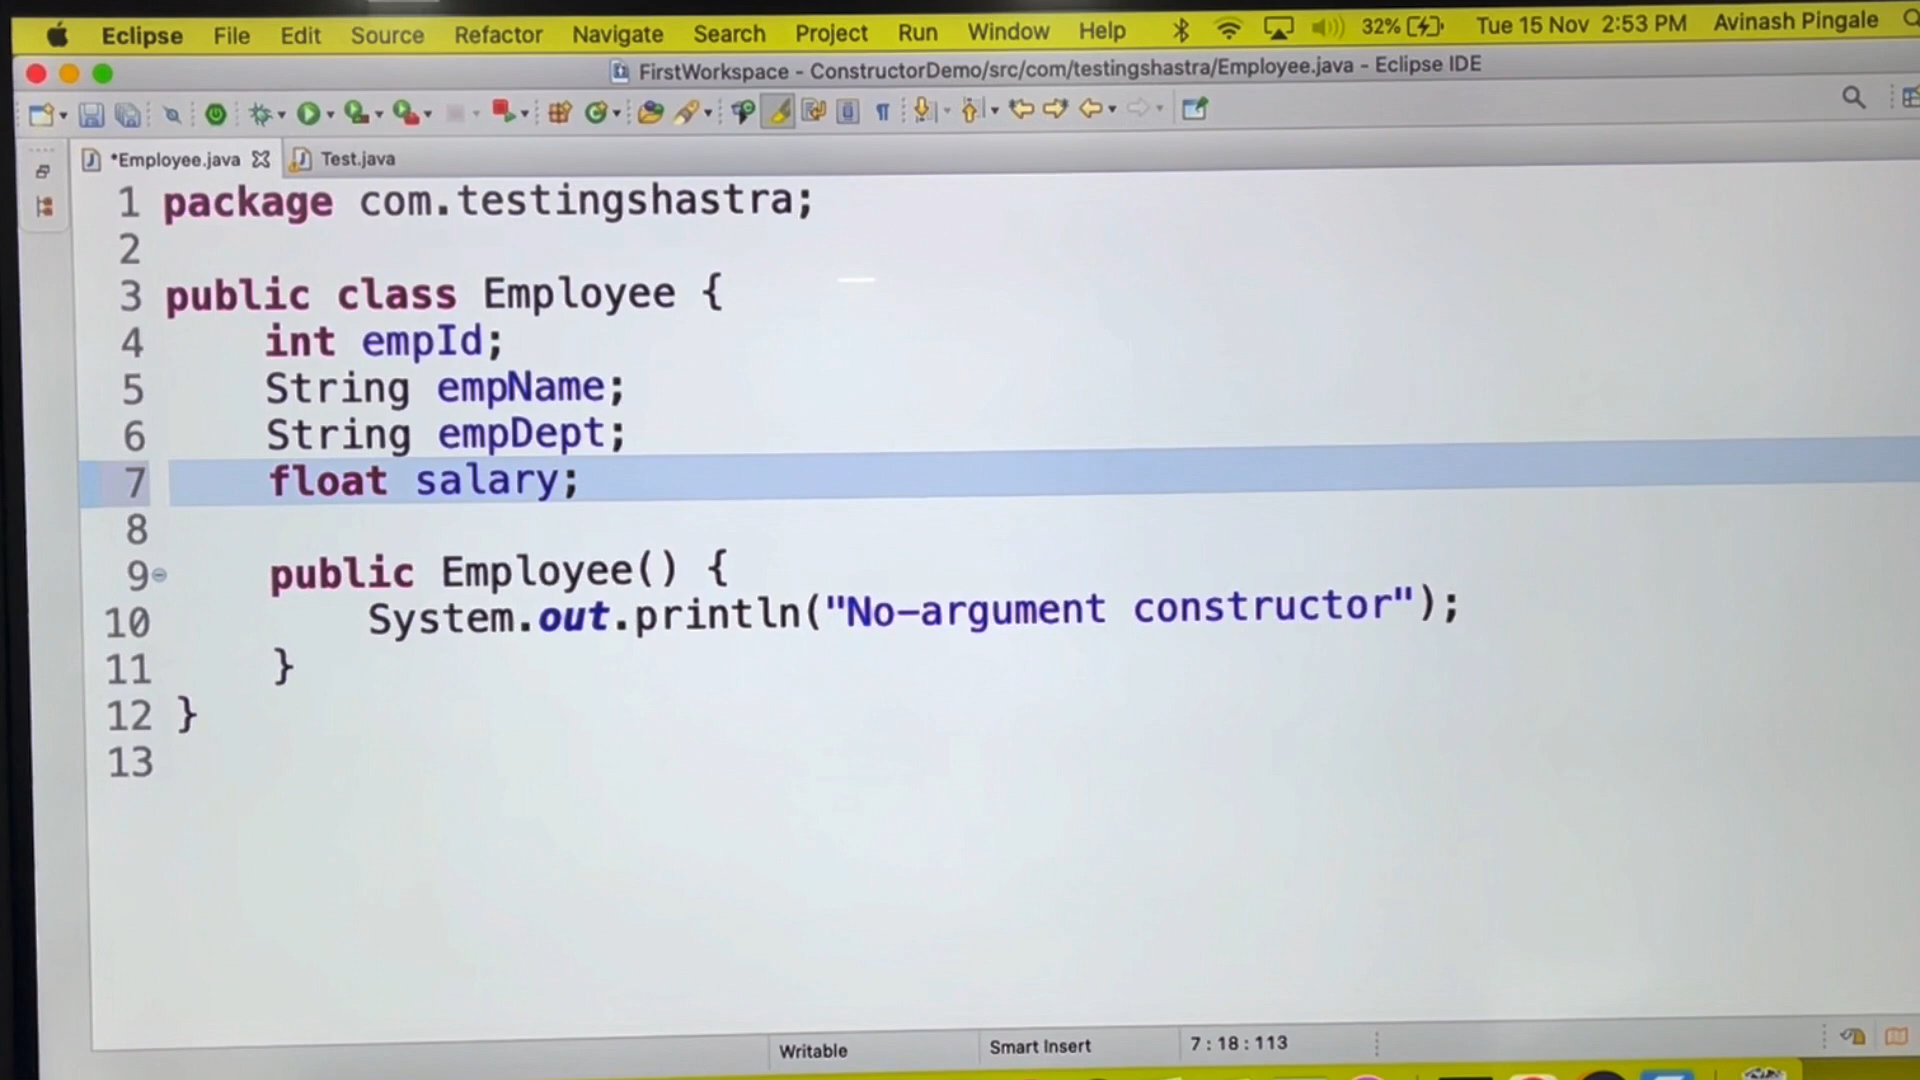 Eclipse File Edit Source Refactor Navigate Search Project Run Window Help 32% Tue 15 Nov 2:53 PM Avinash Pingale
FirstWorkspace - ConstructorDemo/src/com/testingshastra/Employee.java - Eclipse IDE
*Employee.java Test.java
1 package com.testingshastra;
2
3 public class Employee {
4 int empId;
5 String empName;
6 String empDept;
7 float salary;
8
9 public Employee() {
10 System.out.println("No-argument constructor");
11 }
12 }
13
Writable Smart Insert 7:18:113